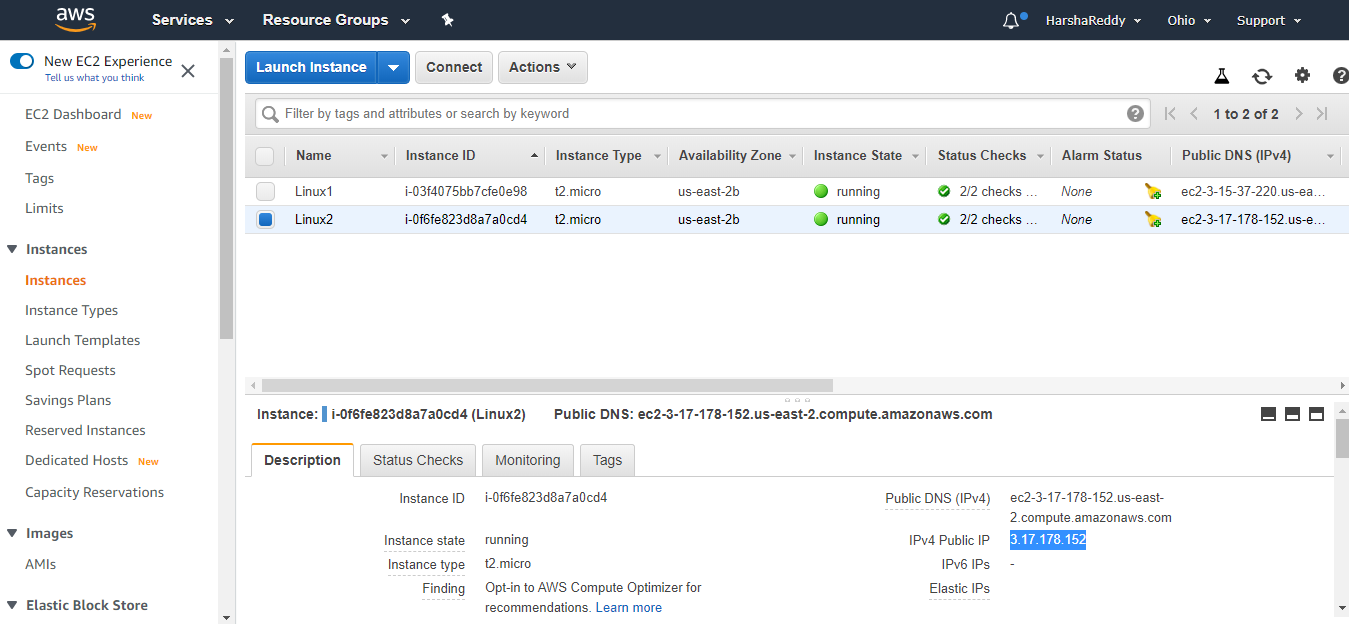 aws Services Resource Groups HarshaReddy Ohio Support
New EC2 Experience
Tell us what you think
EC2 Dashboard New
Events New
Tags
Limits
Instances
Instances
Instance Types
Launch Templates
Spot Requests
Savings Plans
Reserved Instances
Dedicated Hosts New
Capacity Reservations
Images
AMIs
Elastic Block Store
Launch Instance Connect Actions
Filter by tags and attributes or search by keyword ? 1 to 2 of 2
Name Instance ID Instance Type Availability Zone Instance State Status Checks Alarm Status Public DNS (IPv4)
Linux1 i-03f4075bb7cfe0e98 t2.micro us-east-2b running 2/2 checks ... None ec2-3-15-37-220.us-ea...
Linux2 i-0f6fe823d8a7a0cd4 t2.micro us-east-2b running 2/2 checks ... None ec2-3-17-178-152.us-e...
Instance: i-0f6fe823d8a7a0cd4 (Linux2) Public DNS: ec2-3-17-178-152.us-east-2.compute.amazonaws.com
Description Status Checks Monitoring Tags
Instance ID i-0f6fe823d8a7a0cd4
Instance state running
Instance type t2.micro
Finding Opt-in to AWS Compute Optimizer for
recommendations. Learn more
Public DNS (IPv4) ec2-3-17-178-152.us-east-
2.compute.amazonaws.com
IPv4 Public IP 3.17.178.152
IPv6 IPs -
Elastic IPs